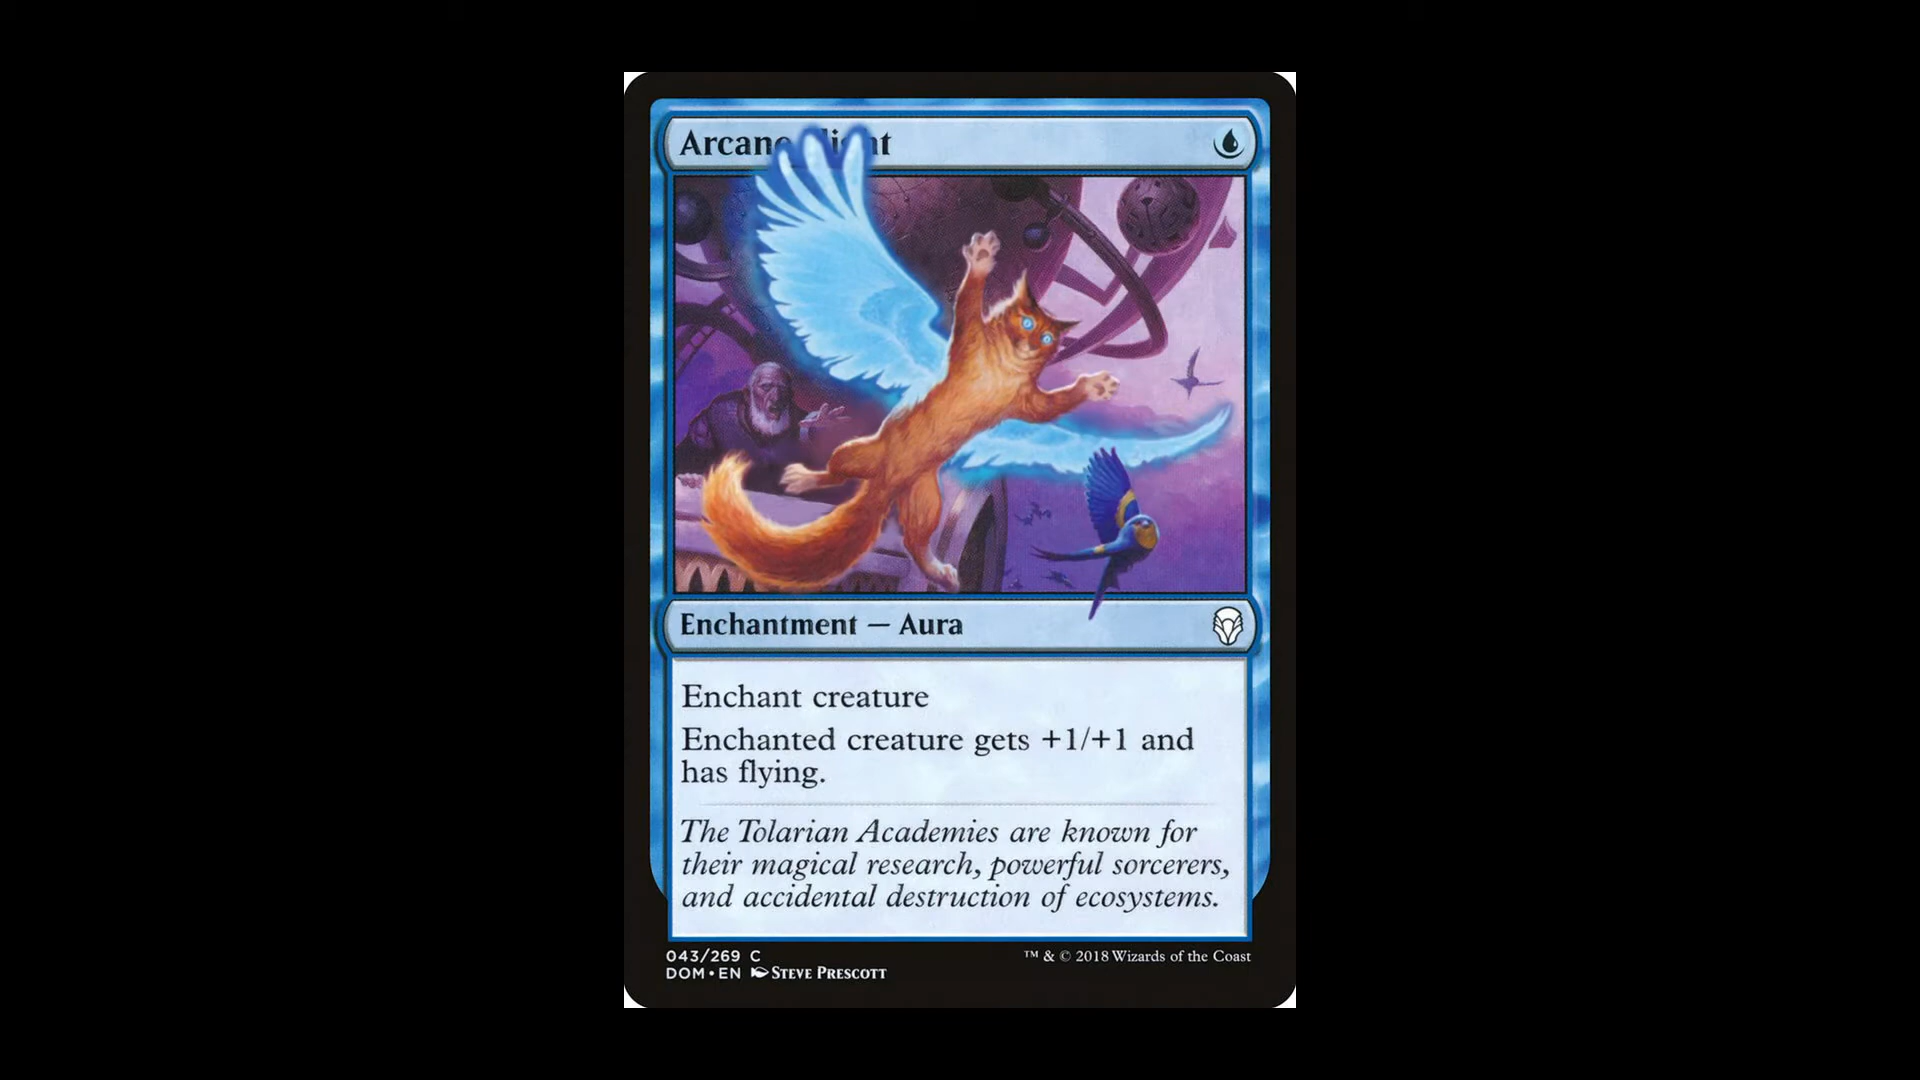 Arcane Flight
Enchantment — Aura
Enchant creature
Enchanted creature gets +1/+1 and
has flying.
The Tolarian Academies are known for
their magical research, powerful sorcerers,
and accidental destruction of ecosystems.
043/269 C
™ & © 2018 Wizards of the Coast
DOM • EN STEVE PRESCOTT